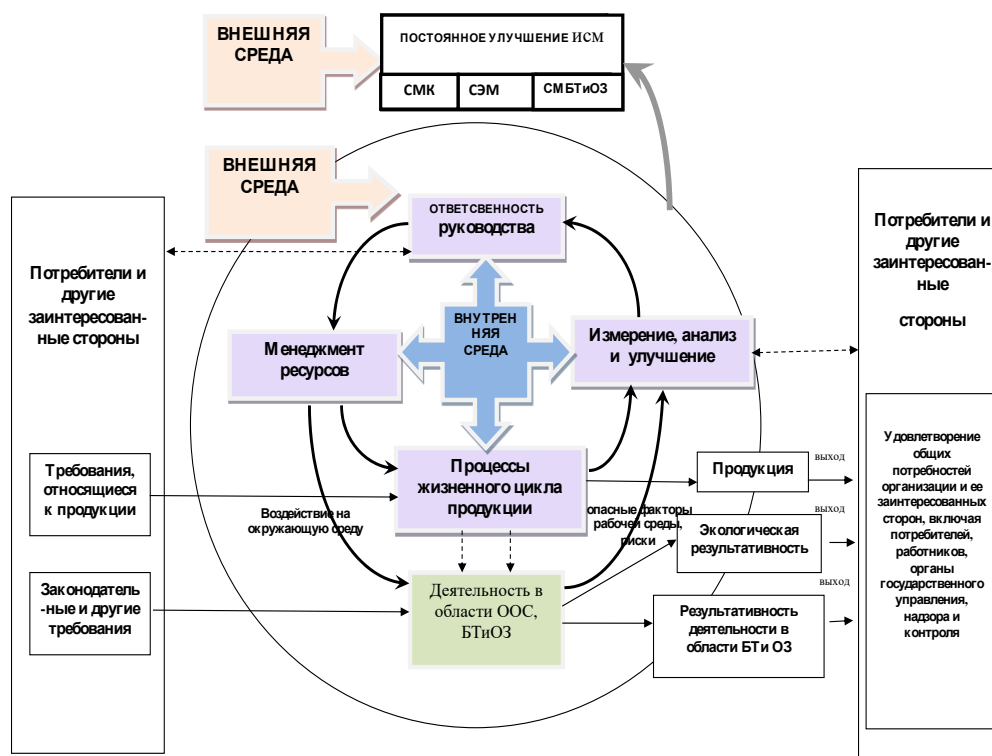 ВНЕШНЯЯ
СРЕДА
ПОСТОЯННОЕ УЛУЧШЕНИЕ ИСМ
СМК
СЭМ
СМБТиОЗ
ВНЕШНЯЯ
СРЕДА
ОТВЕТСВЕННОСТЬ
руководства
Потребители и
другие
заинтересован-
ные стороны
Потребители и
другие
заинтересован-
ные
стороны
ВНУТРЕН
НЯЯ
СРЕДА
Менеджмент
ресурсов
Измерение, анализ
и улучшение
Требования,
относящиеся
к продукции
Процессы
жизненного цикла
продукции
Продукция
выход
Воздействие на
окружающую среду
опасные факторы
рабочей среды,
риски
Экологическая
результативность
выход
Удовлетворение
общих
потребностей
организации и ее
заинтересованных
сторон, включая
потребителей,
работников,
органы
государственного
управления,
надзора и
контроля
Законодатель
-ные и другие
требования
Деятельность в
области ООС,
БТиОЗ
Результативность
деятельности в
области БТ и ОЗ
выход